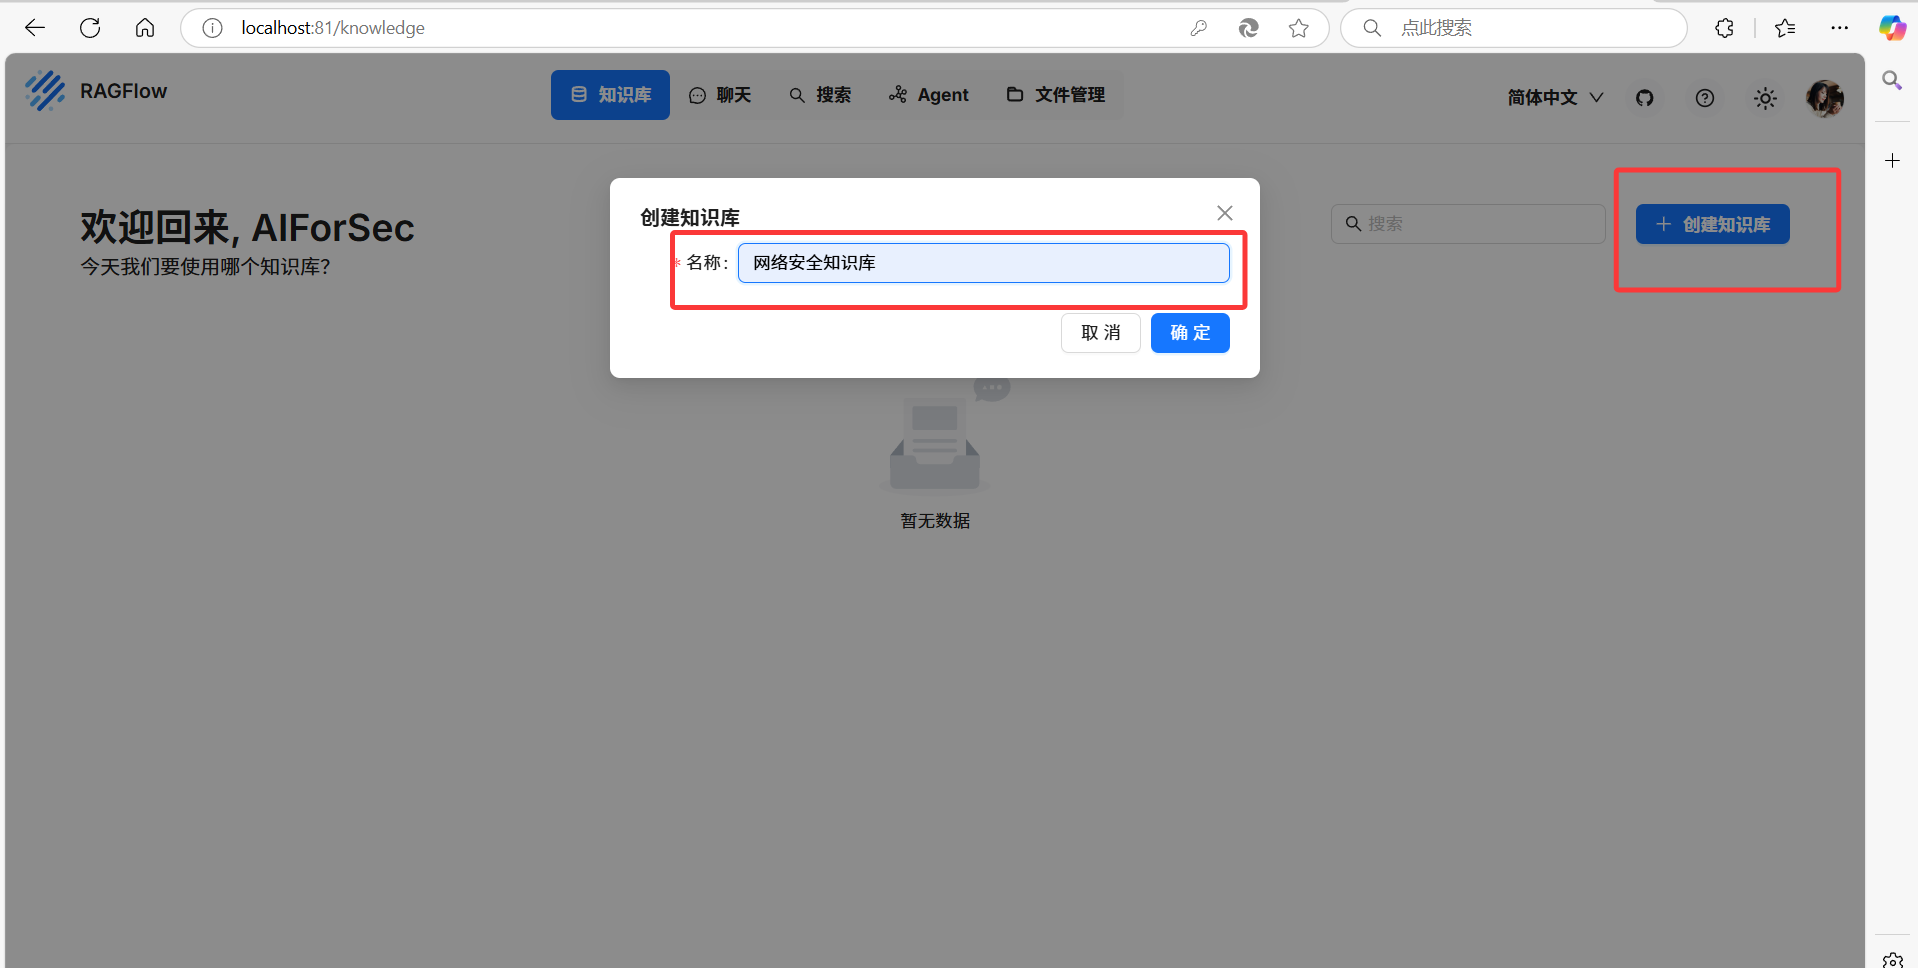 localhost:81/knowledge
点此搜索
RAGFlow
知识库
聊天
搜索
Agent
文件管理
简体中文
欢迎回来, AIForSec
今天我们要使用哪个知识库?
搜索
创建知识库
创建知识库
* 名称:
网络安全知识库
取 消
确 定
暂无数据